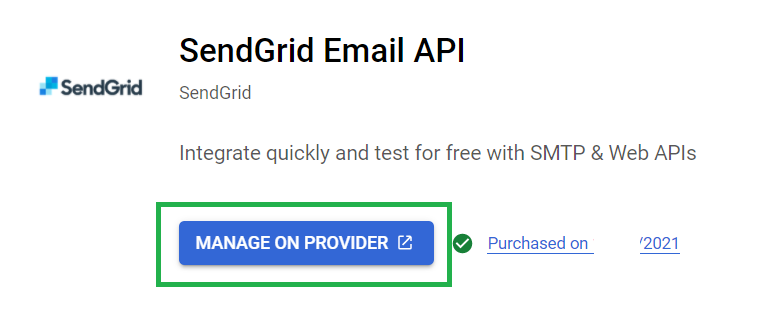 SendGrid Email API
SendGrid
SendGrid
Integrate quickly and test for free with SMTP & Web APIs
MANAGE ON PROVIDER
Purchased on /2021